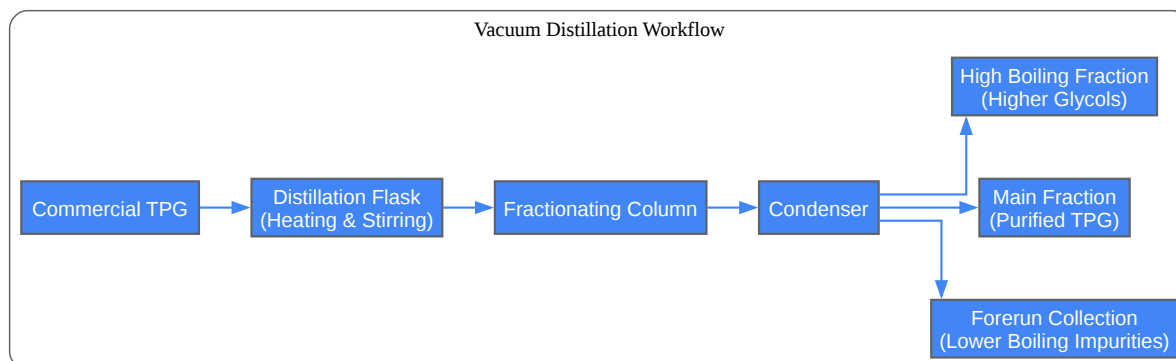 Vacuum Distillation Workflow
High Boiling Fraction
(Higher Glycols)
Commercial TPG
Distillation Flask
(Heating & Stirring)
Fractionating Column
Condenser
Main Fraction
(Purified TPG)
Forerun Collection
(Lower Boiling Impurities)